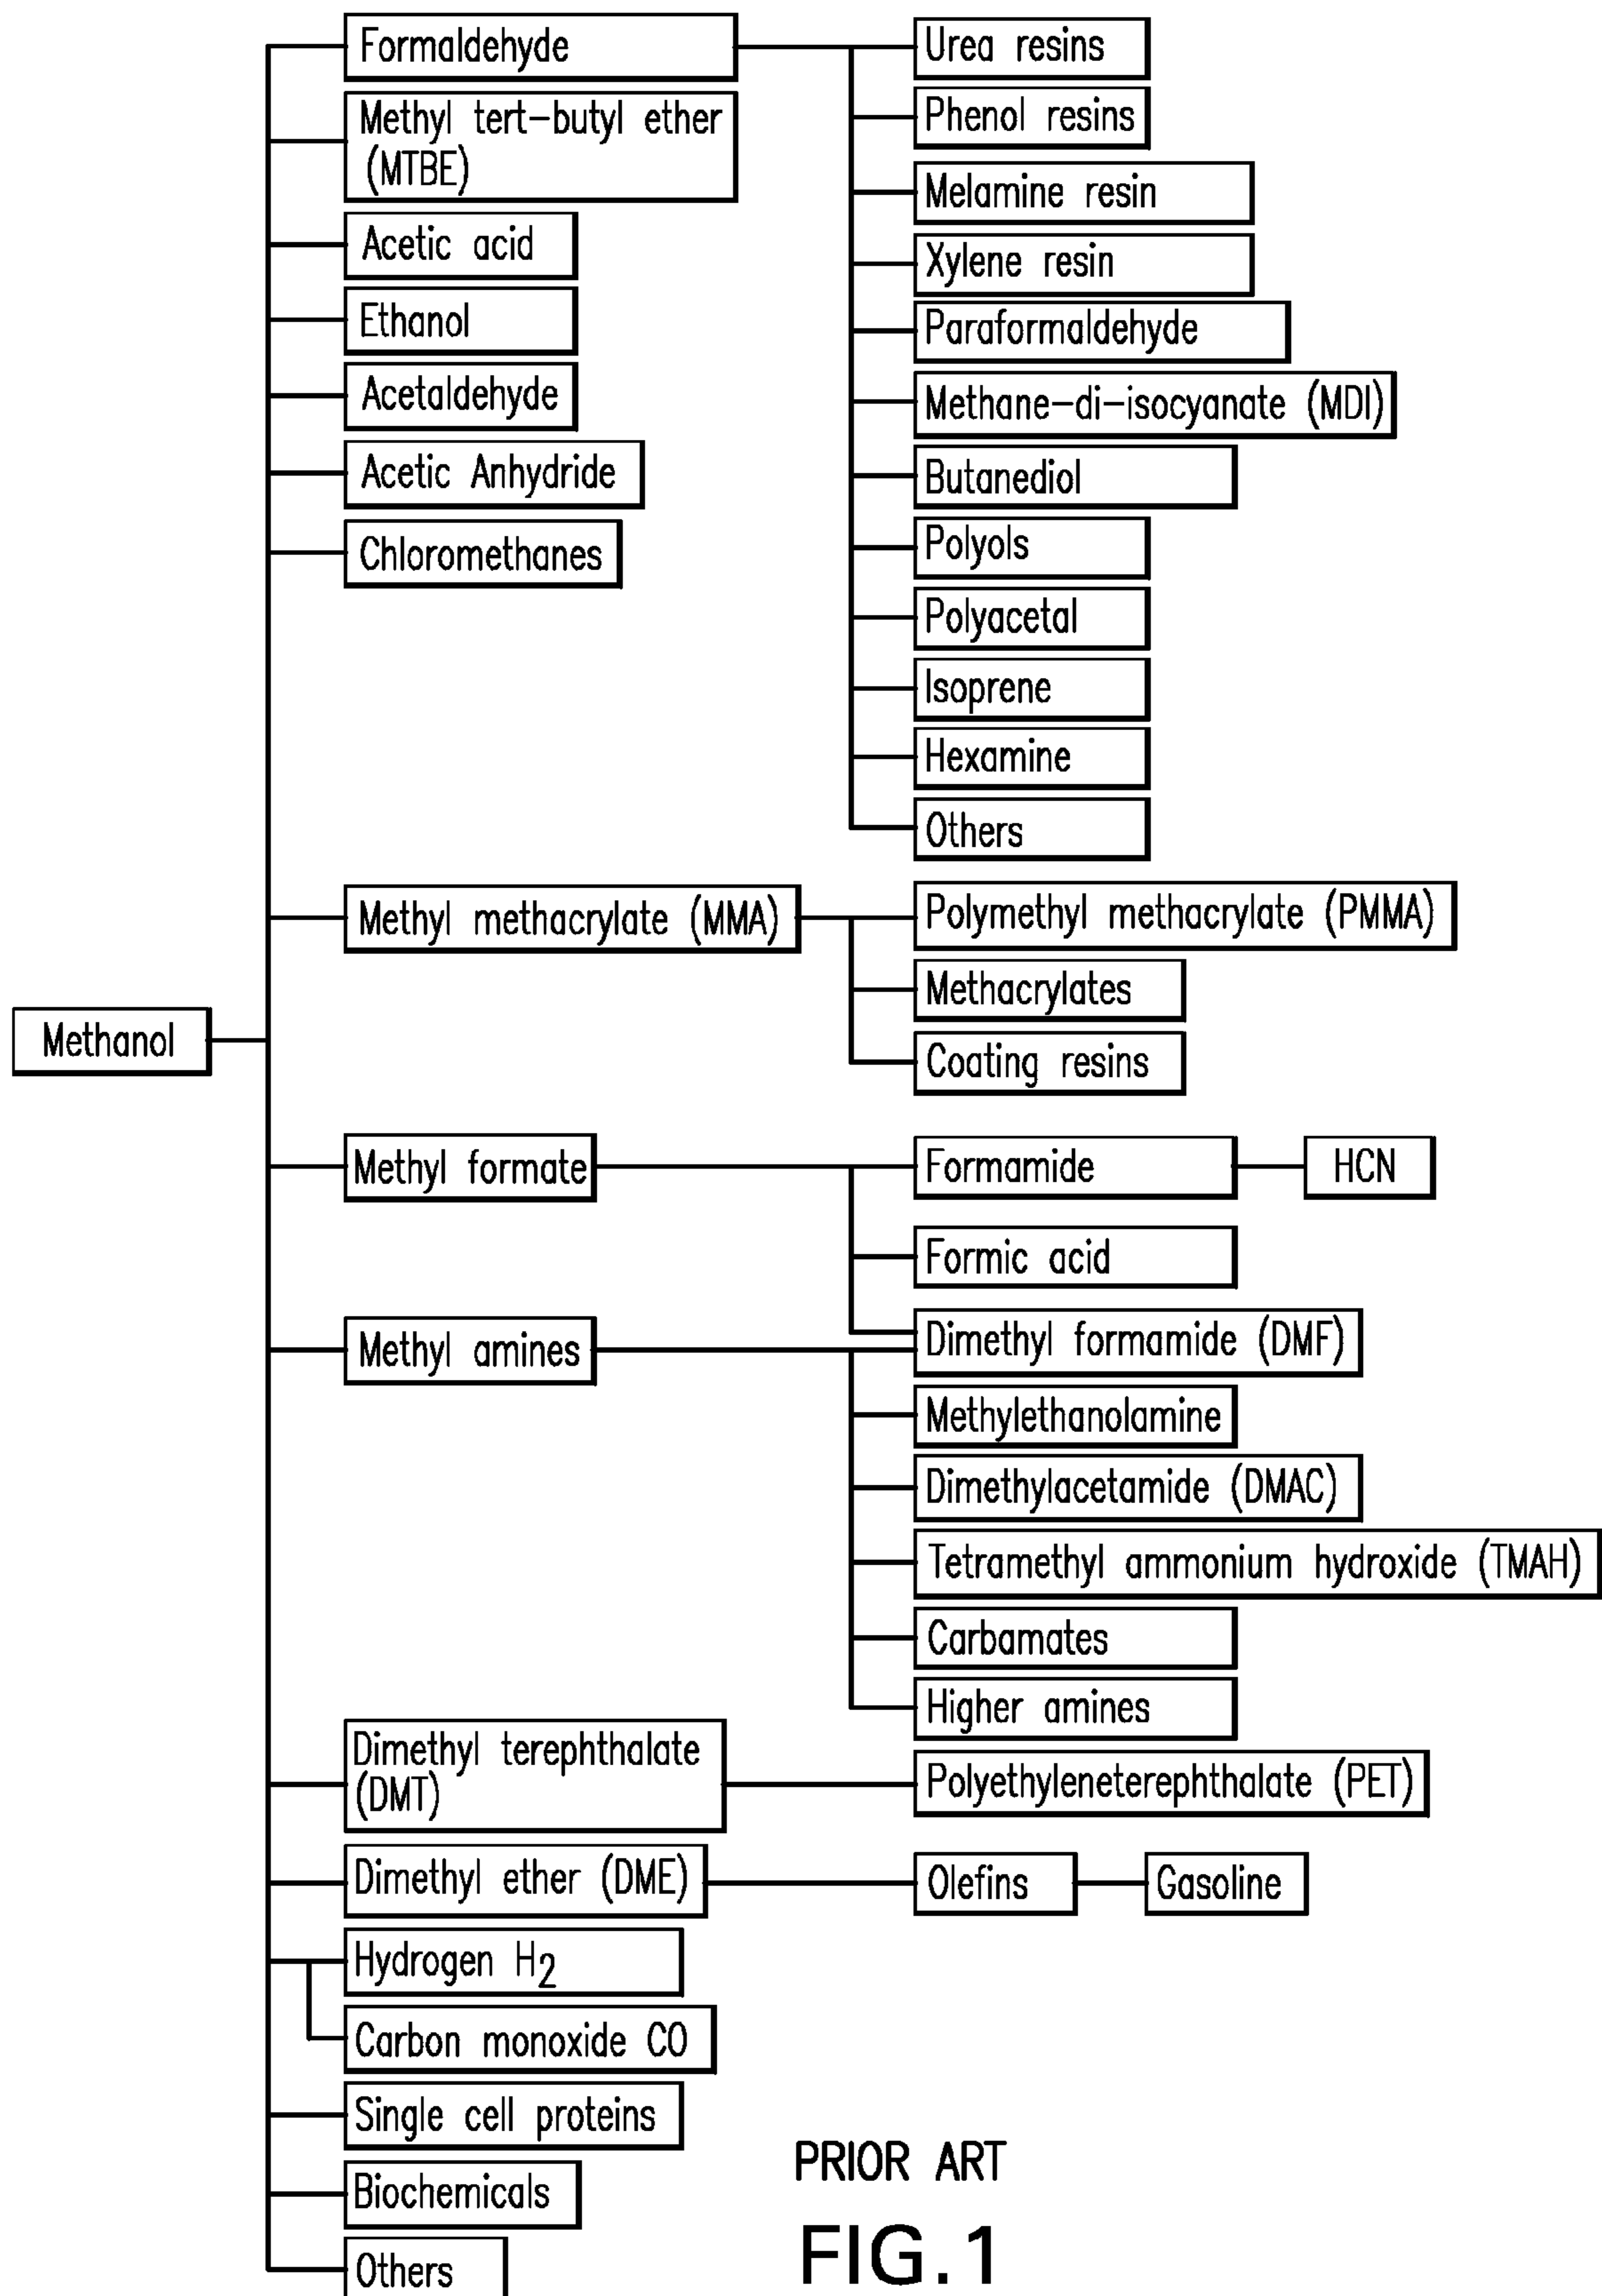 Formaldehyde
Methyl tert-butyl ether
(MTBE)
Acetic acid
Ethanol
Acetaldehyde
Acetic Anhydride
Chloromethanes
Urea resins
Phenol resins
Melamine resin
Xylene resin
Paraformaldehyde
Methane-di-isocyanate (MDI)
Butanediol
Polyols
Polyacetal
Isoprene
Hexamine
Others
Methanol
Methyl methacrylate (MMA)
Polymethyl methacrylate (PMMA)
Methacrylates
Coating resins
Methyl formate
Formamide
HCN
Formic acid
Methyl amines
Dimethyl formamide (DMF)
Methylethanolamine
Dimethylacetamide (DMAC)
Tetramethyl ammonium hydroxide (TMAH)
Carbamates
Higher amines
Dimethyl terephthalate
(DMT)
Polyethyleneterephthalate (PET)
Dimethyl ether (DME)
Olefins
Gasoline
Hydrogen H2
Carbon monoxide CO
Single cell proteins
Biochemicals
Others
PRIOR ART
FIG.1